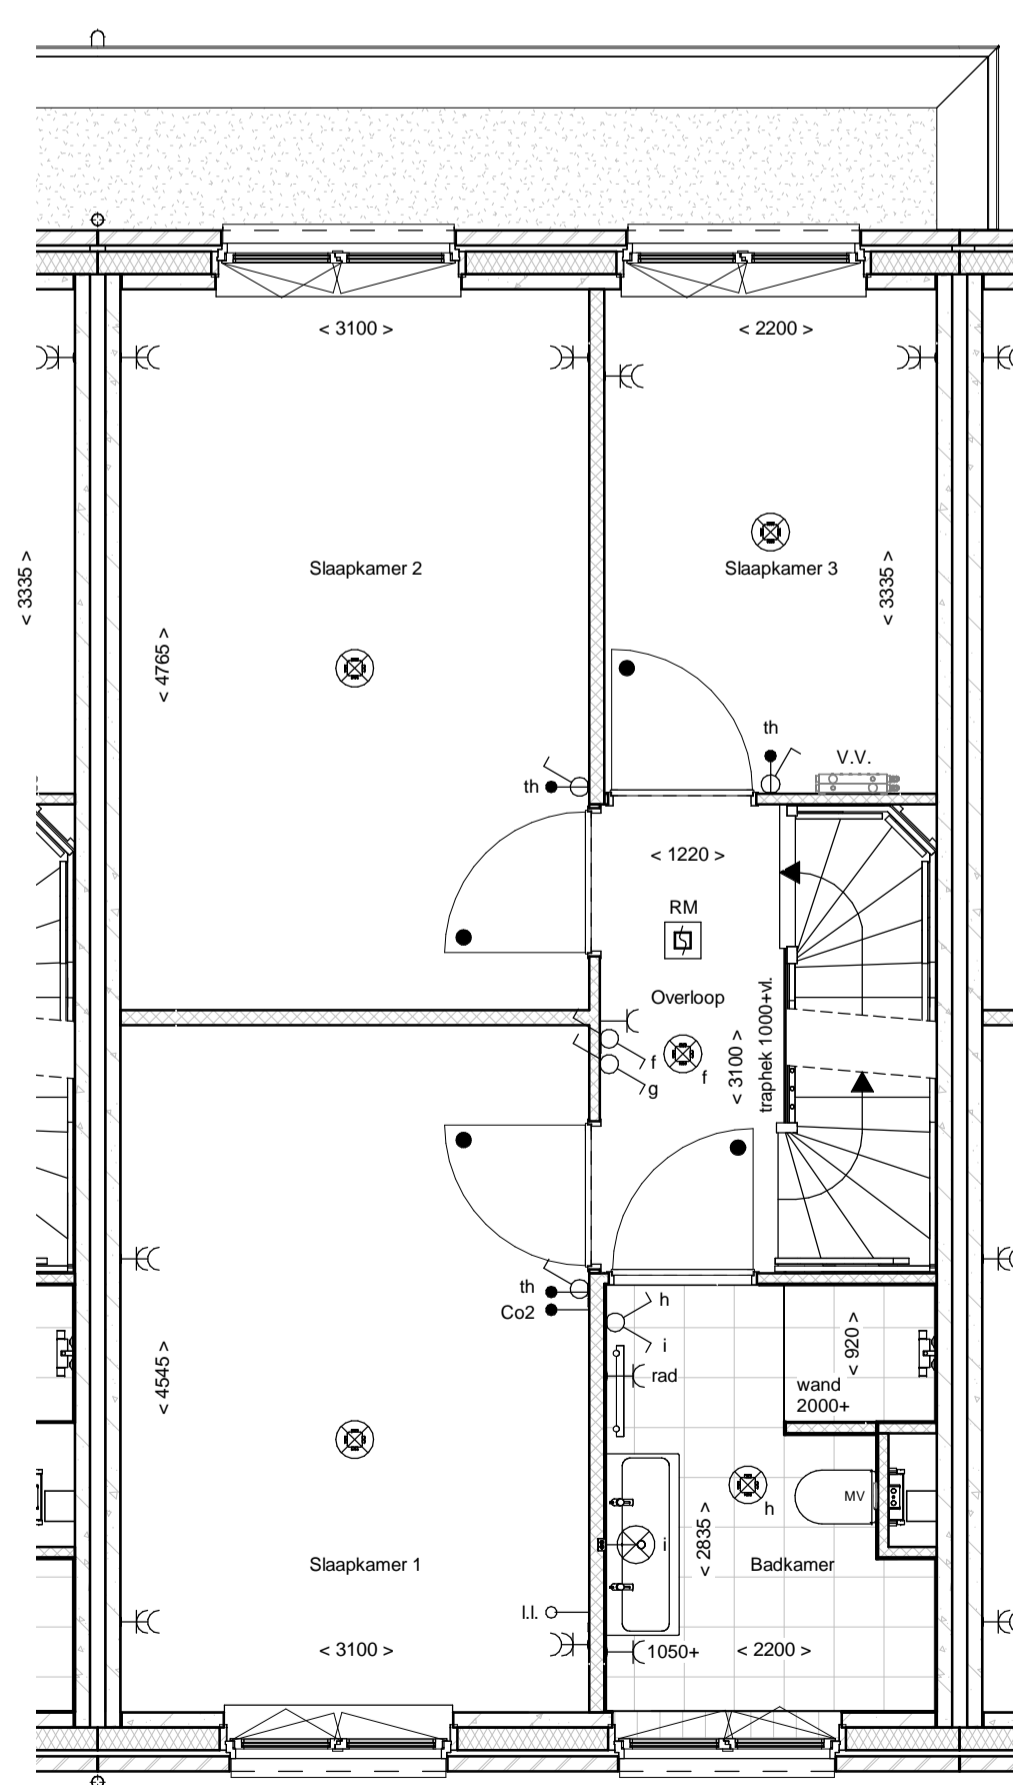 < 3100 >
< 2200 >
< 3335 >
Slaapkamer 2
Slaapkamer 3
< 3335 >
< 4765 >
th
V.V.
th
< 1220 >
RM
Overloop
traphek 1000+vl.
< 3100 >
f
f
g
th
Co2
h
i
rad
< 920 >
wand
2000+
< 4545 >
MV
h
i
< 2835 >
Slaapkamer 1
Badkamer
l.l.
< 3100 >
1050+
< 2200 >